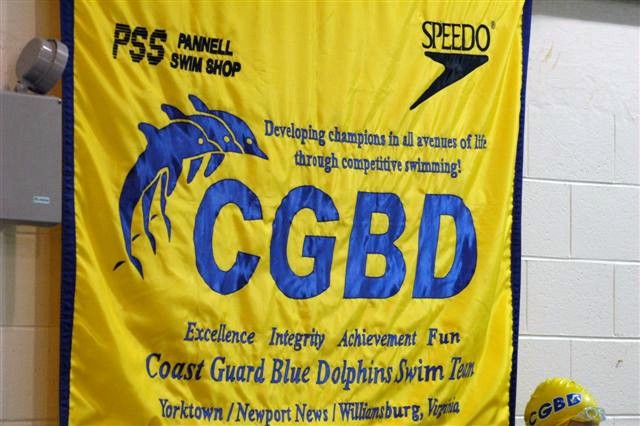 PSS PANNELL
SWIM SHOP
SPEEDO®
Developing champions in all avenues of life
through competitive swimming!
CGBD
Excellence Integrity Achievement Fun
Coast Guard Blue Dolphins Swim Team
Yorktown / Newport News / Williamsburg, Virginia
CGBD